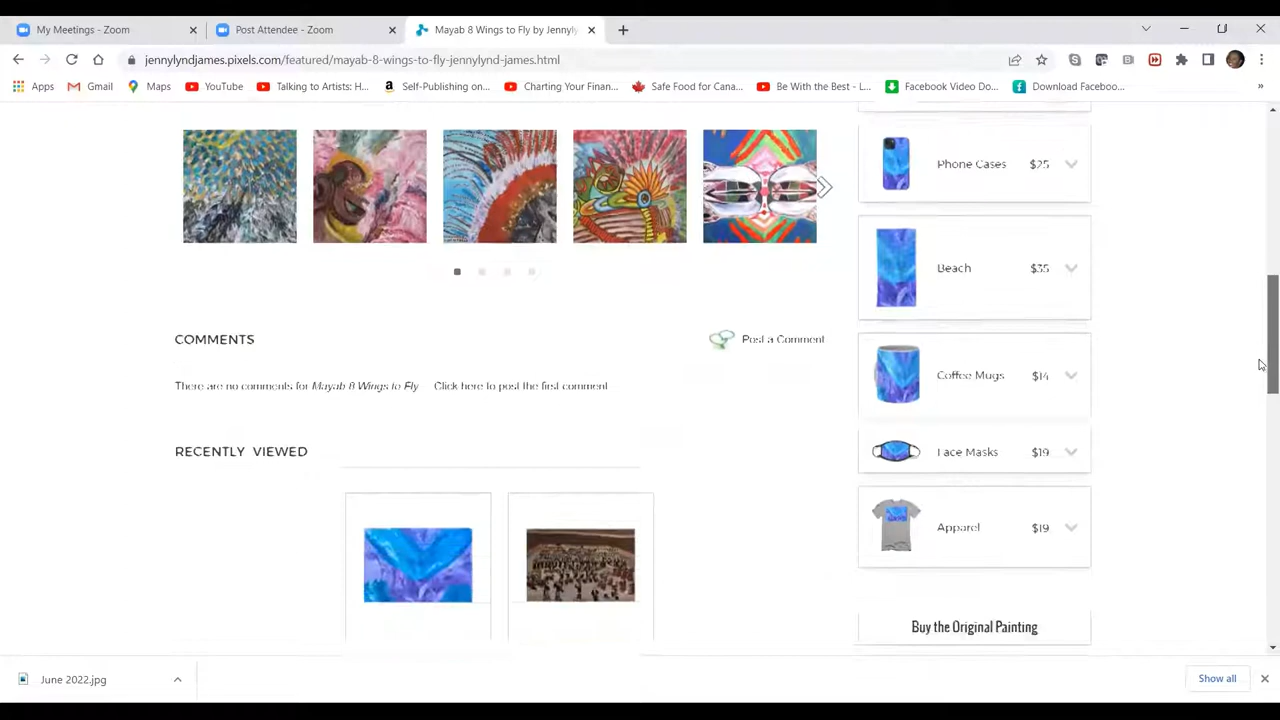 My Meetings - Zoom
Post Attendee - Zoom
Mayab 8 Wings to Fly by Jennyly
jennylyndjames.pixels.com/featured/mayab-8-wings-to-fly-jennylynd-james.html
Apps
Gmail
Maps
YouTube
Talking to Artists: H...
Self-Publishing on...
Charting Your Finan...
Safe Food for Cana...
Be With the Best - L...
Facebook Video Do...
Download Faceboo...
»
Phone Cases $25
Beach $35
COMMENTS
Post a Comment
Coffee Mugs $14
There are no comments for Mayab 8 Wings to Fly Click here to post the first comment
RECENTLY VIEWED
Face Masks $19
Apparel $19
Buy the Original Painting
June 2022.jpg
Show all